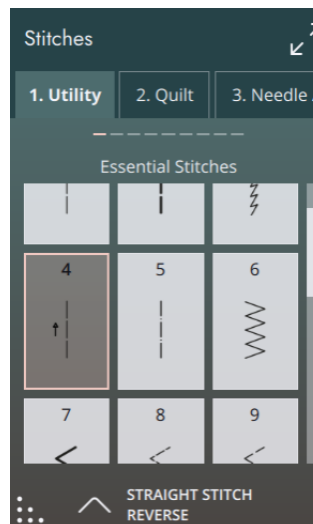 Stitches
1. Utility
2. Quilt
3. Needle
Essential Stitches
4
5
6
7
8
9
STRAIGHT STITCH
REVERSE